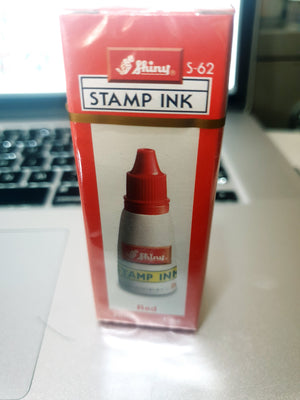 Shiny®
S-62
STAMP INK
Shiny
STAMP INK
Red